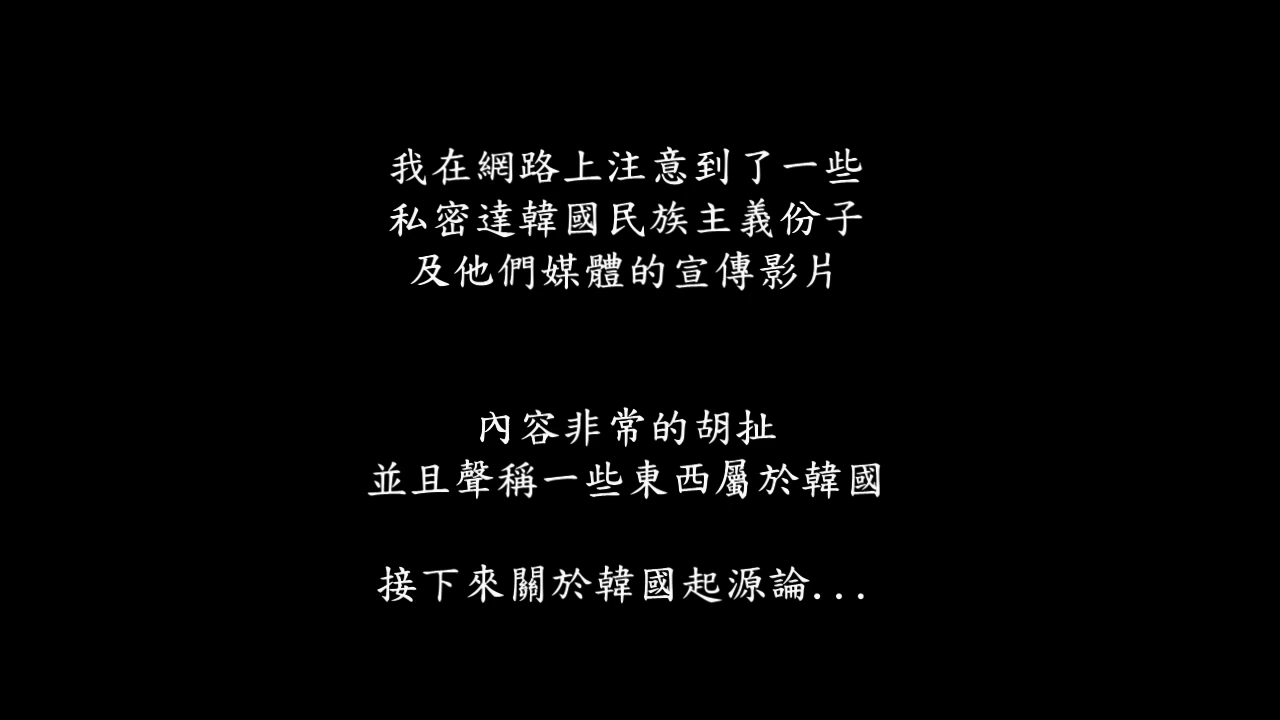 我在網路上注意到了一些
私密達韓國民族主義份子
及他們媒體的宣傳影片
內容非常的胡扯
並且聲稱一些東西屬於韓國
接下來關於韓國起源論...